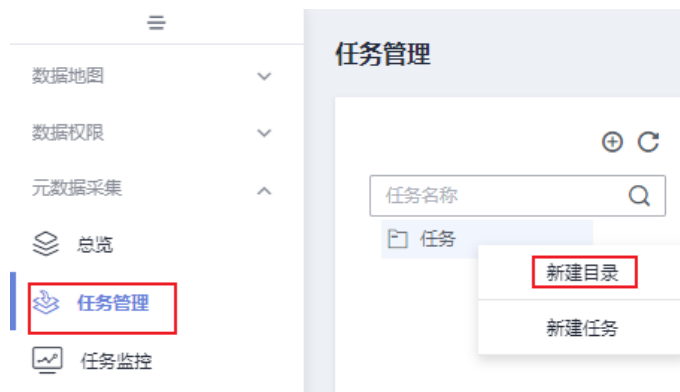 数据地图
数据权限
元数据采集
总览
任务管理
任务监控
任务管理
任务名称
任务
新建目录
新建任务